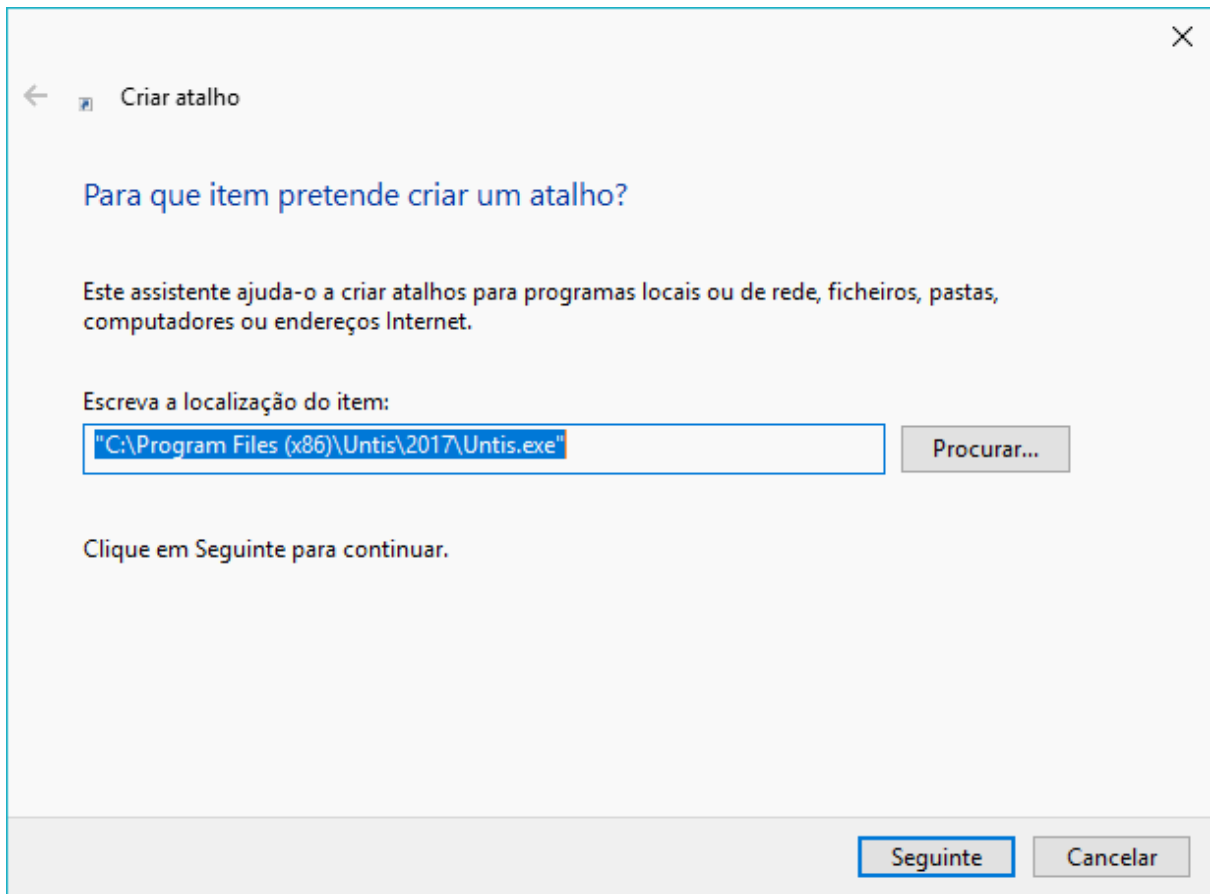 Criar atalho
Para que item pretende criar um atalho?
Este assistente ajuda-o a criar atalhos para programas locais ou de rede, ficheiros, pastas,
computadores ou endereços Internet.
Escreva a localização do item:
"C:\Program Files (x86)\Untis\2017\Untis.exe"
Procurar...
Clique em Seguinte para continuar.
Seguinte
Cancelar